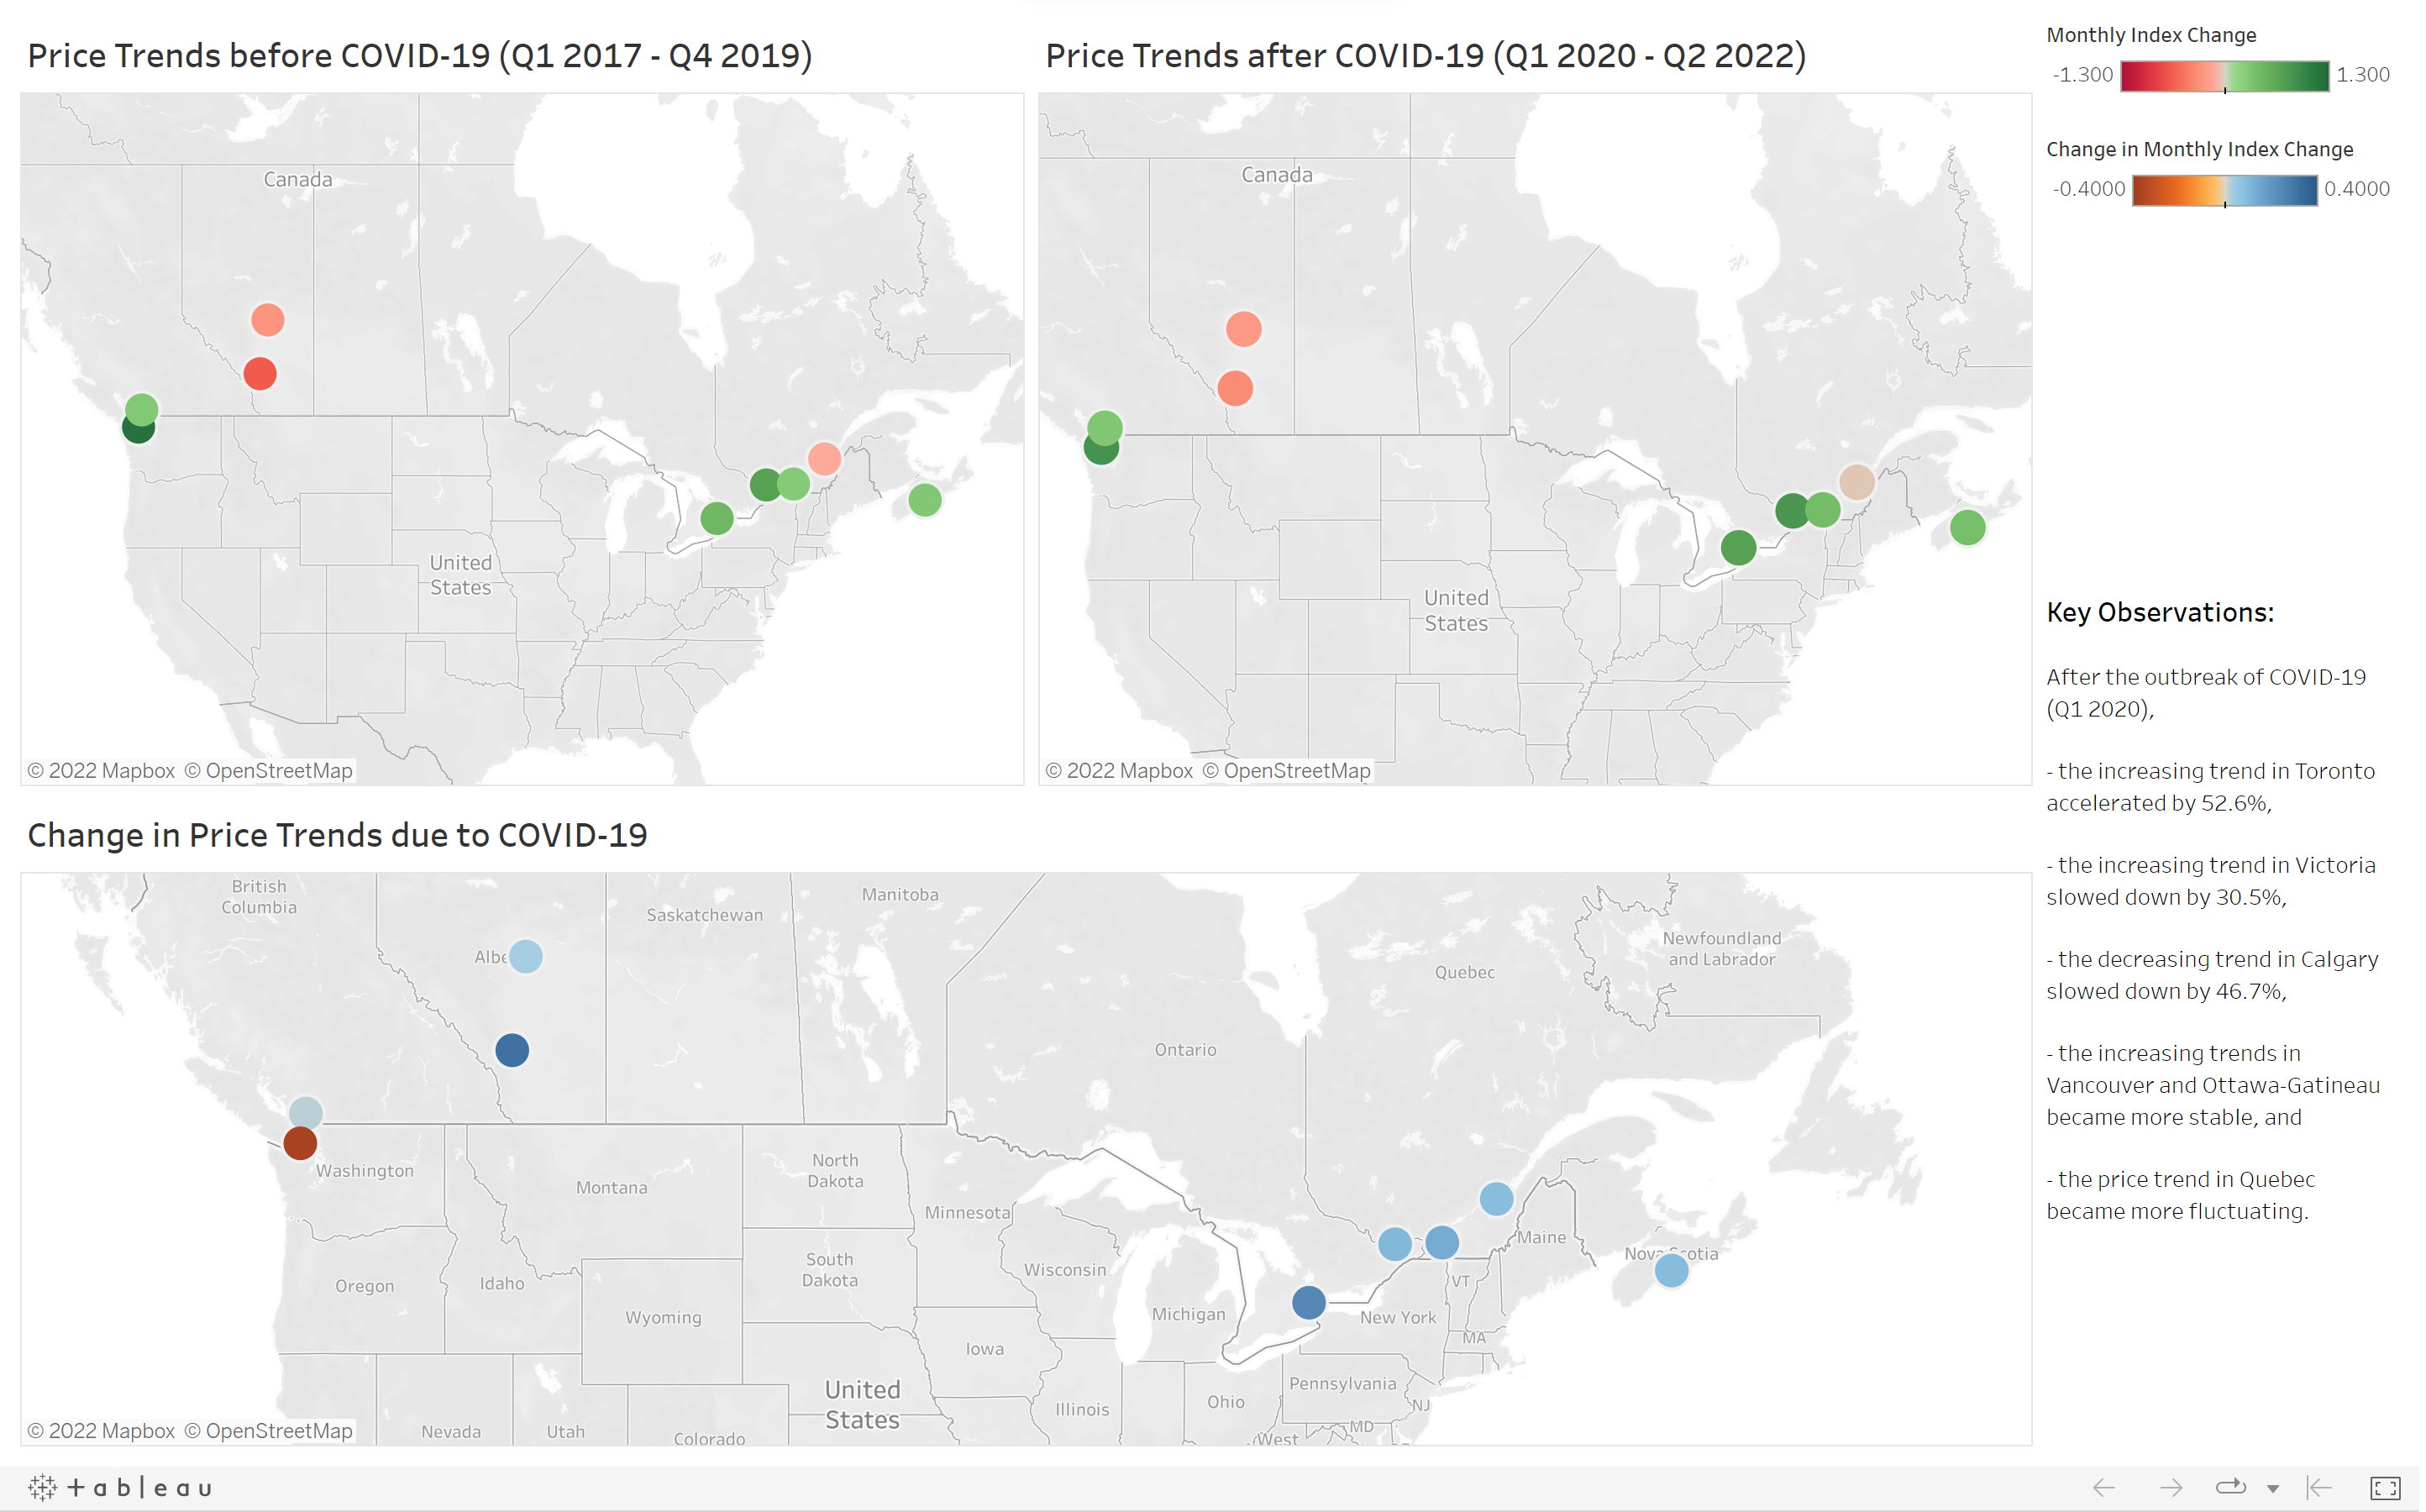 Price Trends before COVID-19 (Q1 2017 - Q4 2019)
Canada
United
States
© 2022 Mapbox © OpenStreetMap
Price Trends after COVID-19 (Q1 2020 - Q2 2022)
Canada
United
States
© 2022 Mapbox © OpenStreetMap
Monthly Index Change
-1.300 1.300
Change in Monthly Index Change
-0.4000 0.4000
Key Observations:
After the outbreak of COVID-19
(Q1 2020),
- the increasing trend in Toronto
accelerated by 52.6%,
- the increasing trend in Victoria
slowed down by 30.5%,
- the decreasing trend in Calgary
slowed down by 46.7%,
- the increasing trends in
Vancouver and Ottawa-Gatineau
became more stable, and
- the price trend in Quebec
became more fluctuating.
Change in Price Trends due to COVID-19
British
Columbia
Saskatchewan
Manitoba
Newfoundland
and Labrador
Quebec
Ontario
Washington
Montana
North
Dakota
Minnesota
Maine
South
Dakota
Wisconsin
Oregon
Idaho
VT
Wyoming
Michigan
New York
MA
Iowa
Pennsylvania
United
States
Ohio
NJ
Illinois
MD
Nevada
Utah
Colorado
West
© 2022 Mapbox © OpenStreetMap
+ a b l e a u